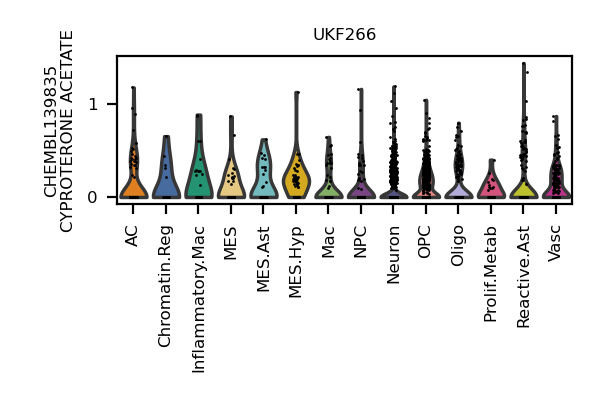 UKF266
CHEMBL139835
CYPROTERONE ACETATE
1
0
AC
Chromatin.Reg
Inflammatory.Mac
MES
MES.Ast
MES.Hyp
Mac
NPC
Neuron
OPC
Oligo
Prolif.Metab
Reactive.Ast
Vasc